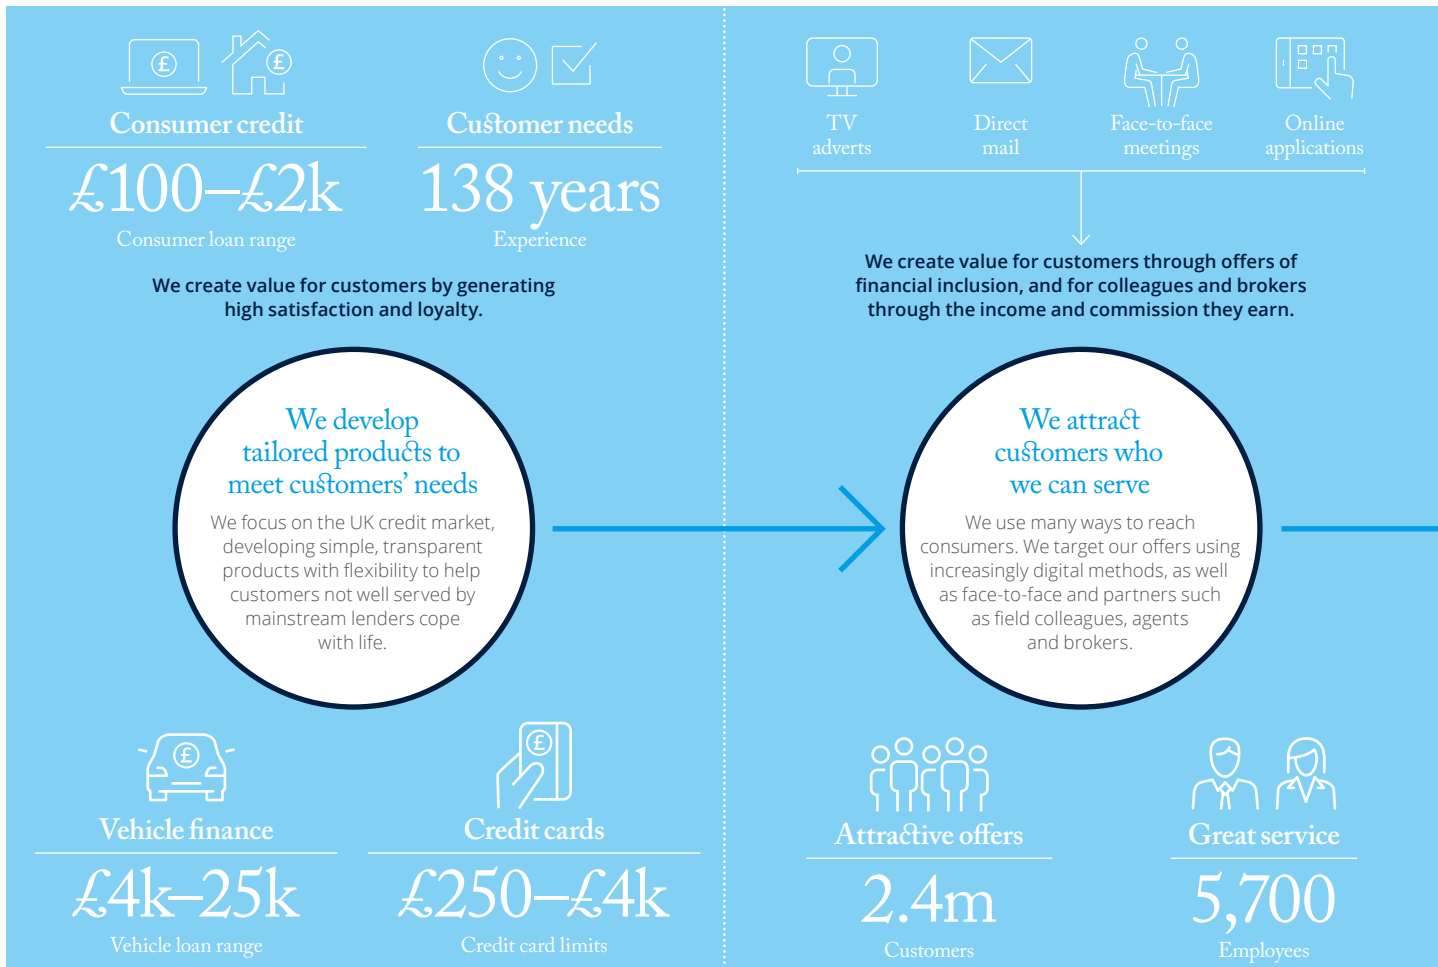 Consumer credit
£100–£2k
Consumer loan range
Customer needs
138 years
Experience
We create value for customers by generating
high satisfaction and loyalty.
We develop
tailored products to
meet customers’ needs
We focus on the UK credit market,
developing simple, transparent
products with flexibility to help
customers not well served by
mainstream lenders cope
with life.
Vehicle finance
£4k–25k
Vehicle loan range
Credit cards
£250–£4k
Credit card limits
TV
adverts
Direct
mail
Face-to-face
meetings
Online
applications
We create value for customers through offers of
financial inclusion, and for colleagues and brokers
through the income and commission they earn.
We attract
customers who
we can serve
We use many ways to reach
consumers. We target our offers using
increasingly digital methods, as well
as face-to-face and partners such
as field colleagues, agents
and brokers.
Attractive offers
2.4m
Customers
Great service
5,700
Employees
£
£
£
£